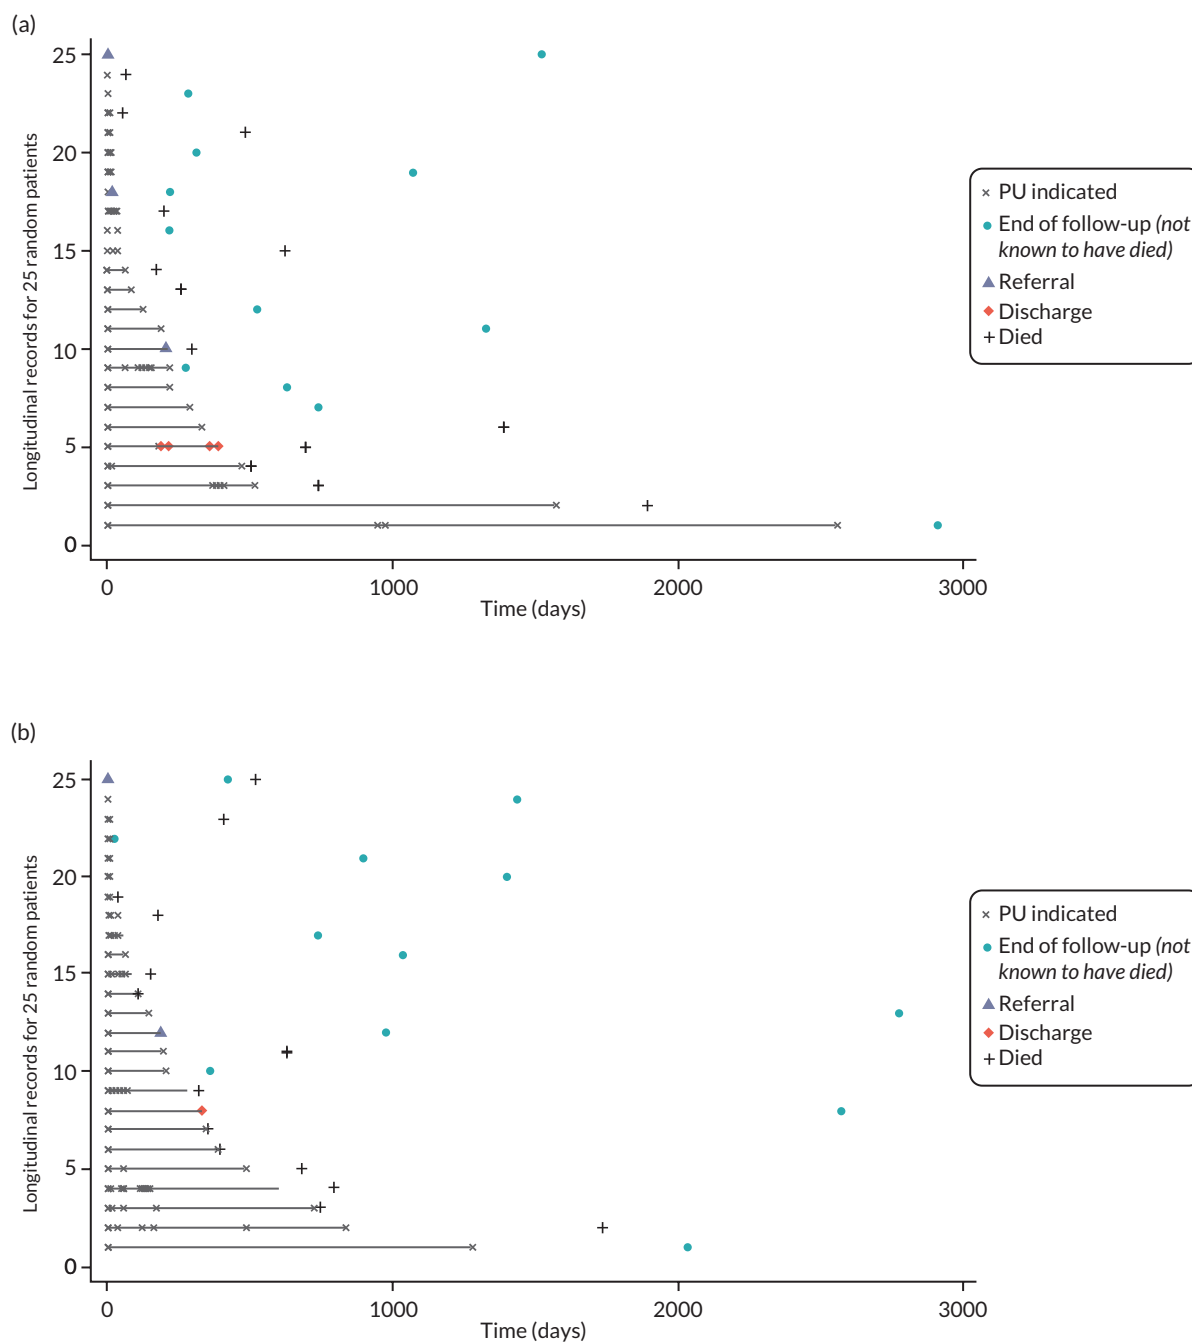 (a)
Longitudinal records for 25 random patients
25
20
15
10
5
0
0 1000 2000 3000
Time (days)
PU indicated
End of follow-up (not
known to have died)
Referral
Discharge
Died
(b)
Longitudinal records for 25 random patients
25
20
15
10
5
0
0 1000 2000 3000
Time (days)
PU indicated
End of follow-up (not
known to have died)
Referral
Discharge
Died